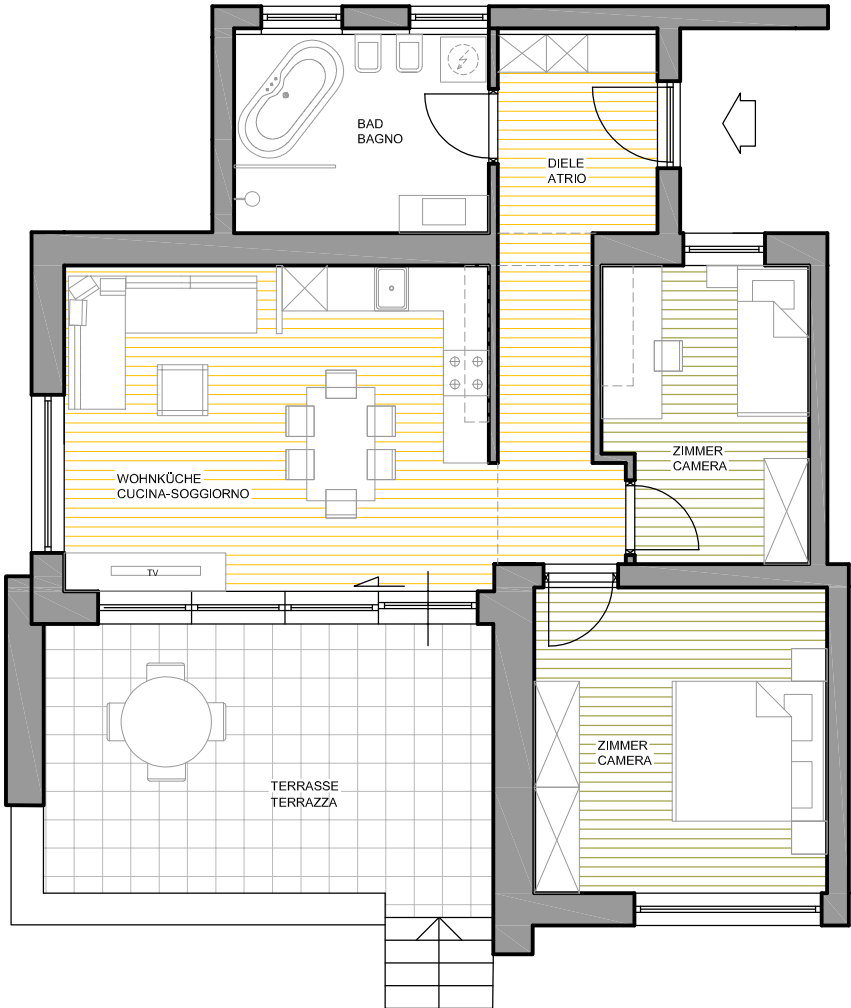 BAD
BAGNO
DIELE
ATRIO
ZIMMER
CAMERA
WOHNKÜCHE
CUCINA-SOGGIORNO
TV
ZIMMER
CAMERA
TERRASSE
TERRAZZA